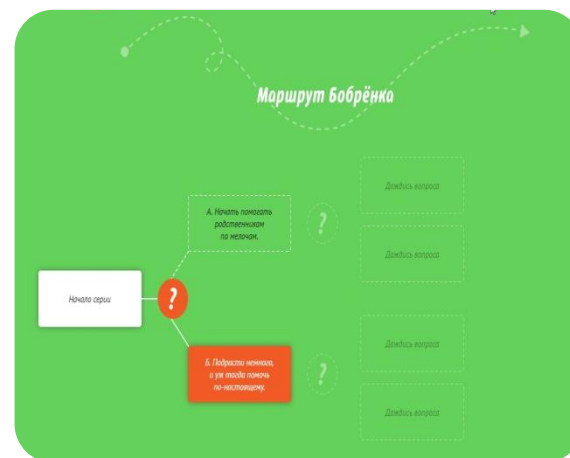 Маршрут Бобрёнка
Дождись вопроса
А. Начать помогать
родственникам
по мелочам.
?
Дождись вопроса
Начало серии
?
Дождись вопроса
Б. Подрасти немного,
и уж тогда помочь
по-настоящему.
?
Дождись вопроса